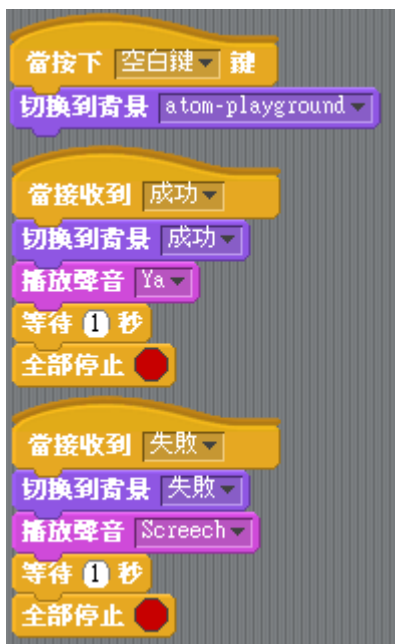 當按下 空白鍵 鍵
切換到背景 atom-playground
當接收到 成功
切換到背景 成功
播放聲音 Ya
等待 1 秒
全部停止
當接收到 失敗
切換到背景 失敗
播放聲音 Screech
等待 1 秒
全部停止